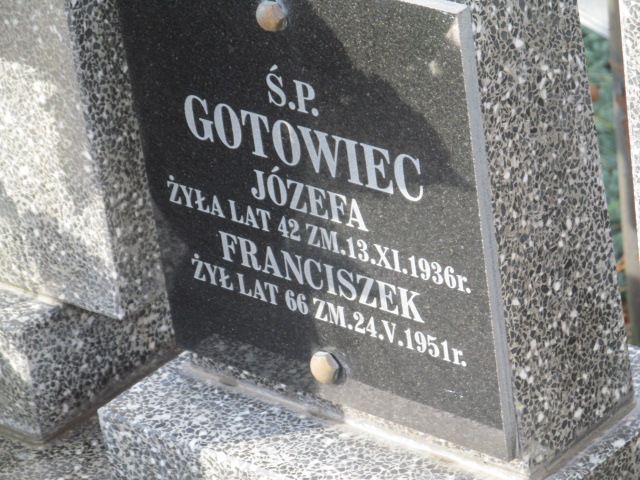 Ś.P.
GOTOWIEC
JÓZEFA
ŻYŁA LAT 42 ZM.13.XI.1936r.
FRANCISZEK
ŻYŁ LAT 66 ZM.24.V.1951r.